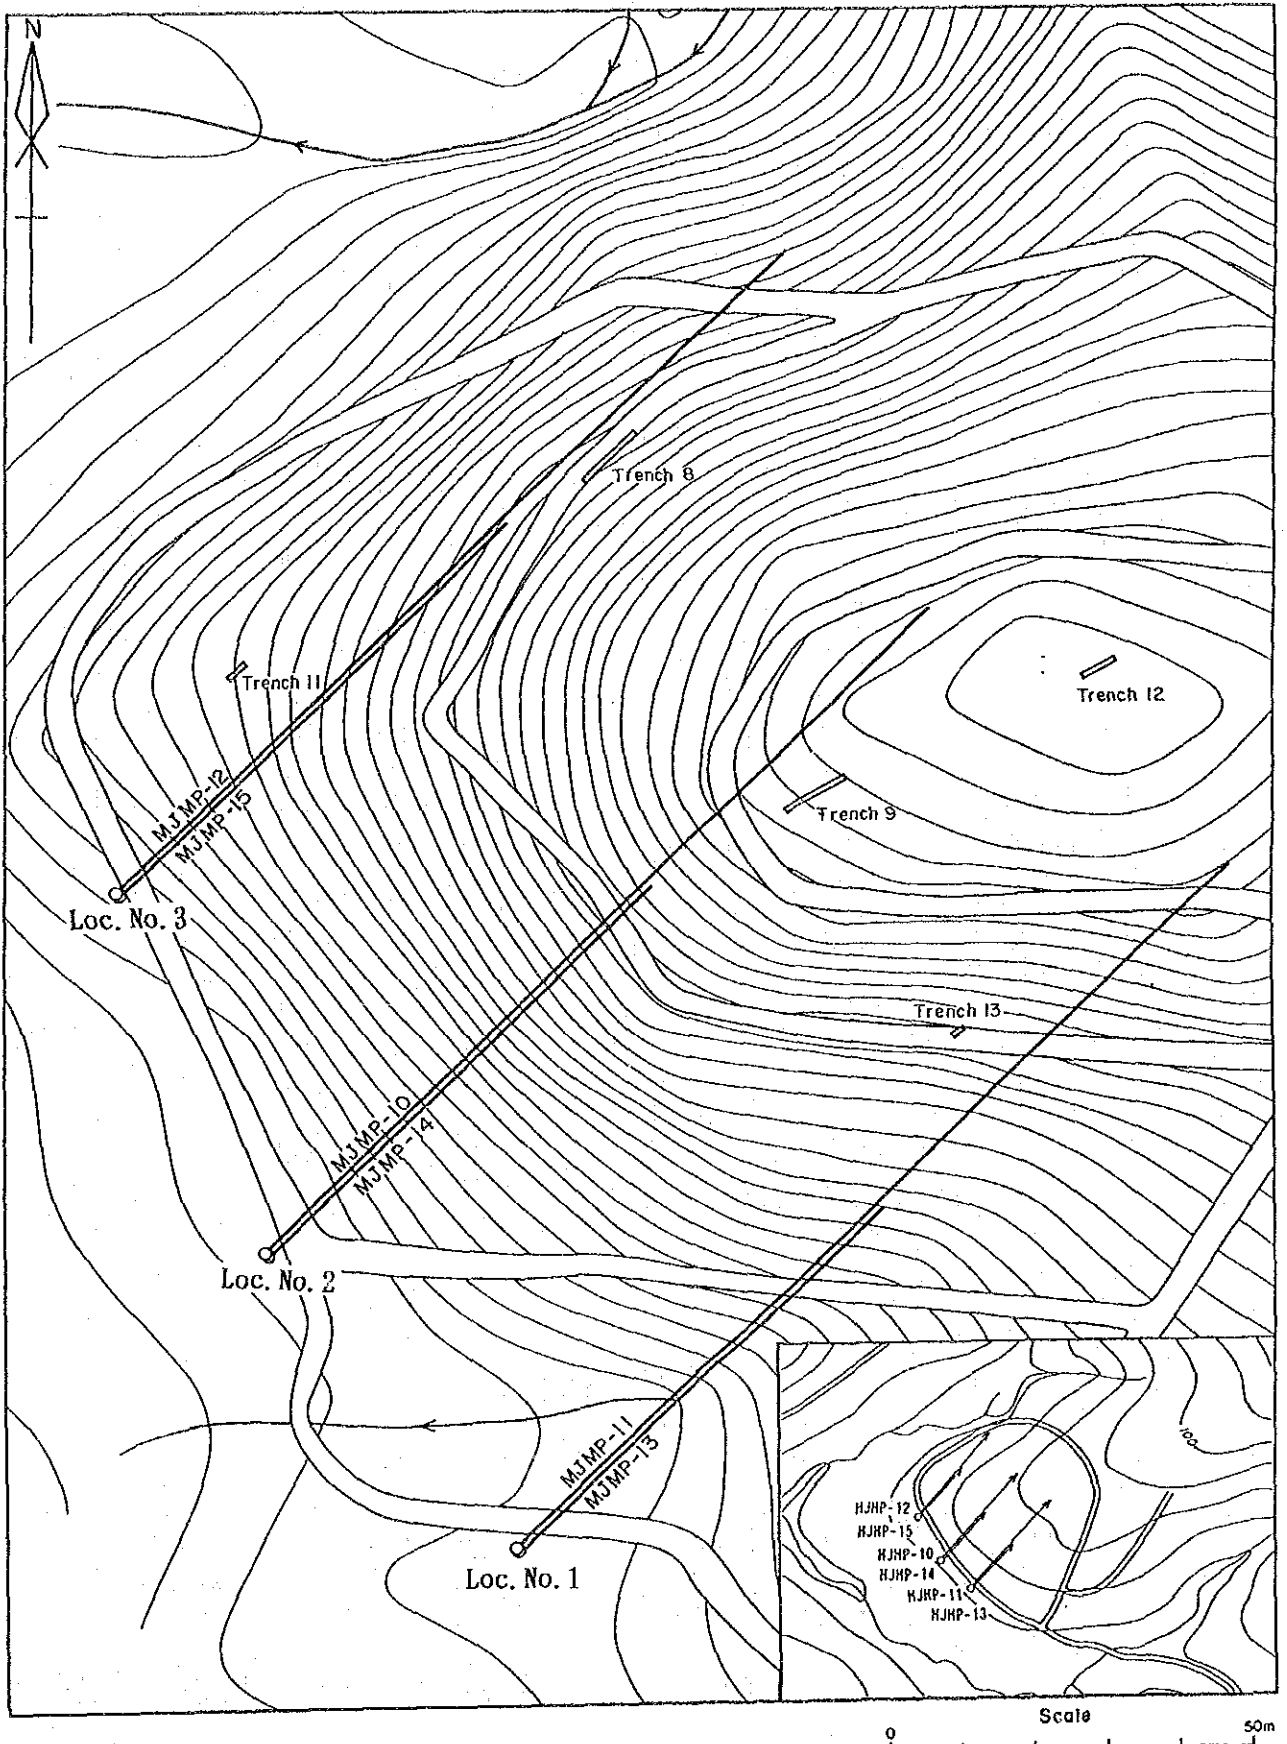 N
Trench 8
Trench 11
Trench 12
Trench 9
MJMP-12
MJMP-15
Loc. No. 3
Trench 13
MJMP-10
MJMP-14
Loc. No. 2
MJMP-11
MJMP-13
Loc. No. 1
100
MJMP-12
MJMP-15
MJMP-10
MJMP-14
MJMP-11
MJMP-13
Scale
0 50m